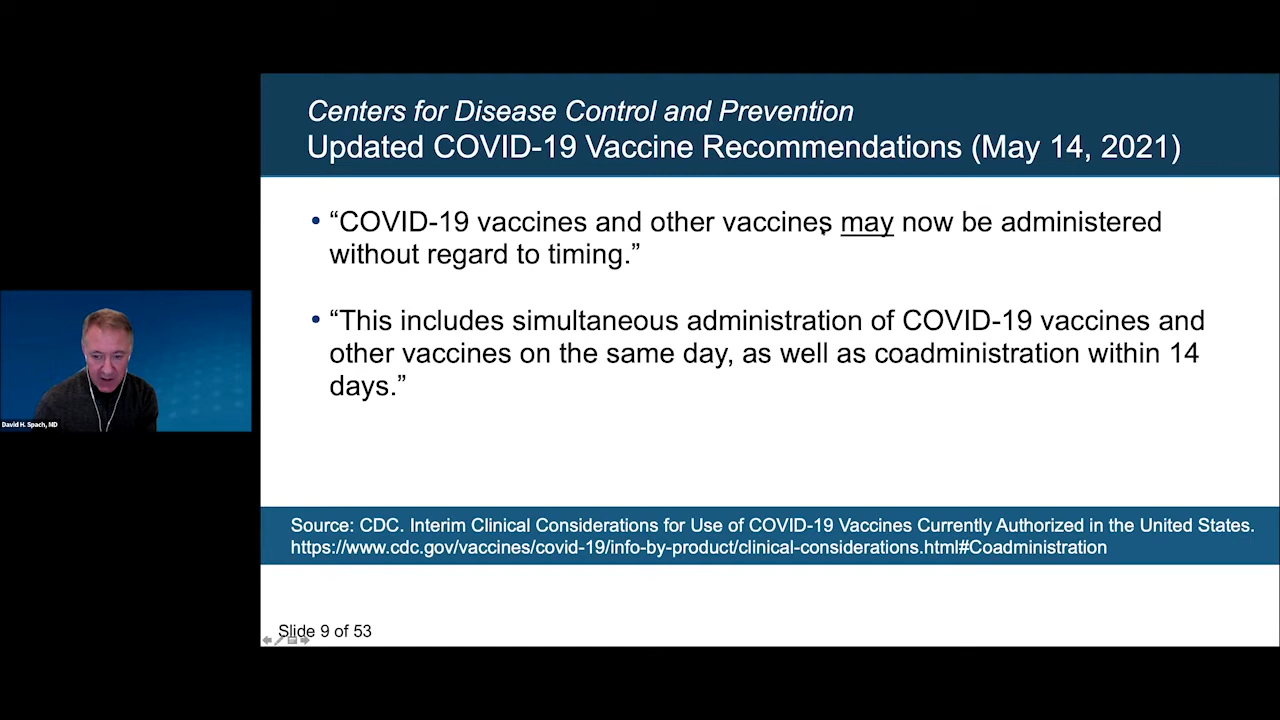 Centers for Disease Control and Prevention
Updated COVID-19 Vaccine Recommendations (May 14, 2021)
• “COVID-19 vaccines and other vaccines may now be administered
without regard to timing.”
• “This includes simultaneous administration of COVID-19 vaccines and
other vaccines on the same day, as well as coadministration within 14
days.”
David H. Spach, MD
Source: CDC. Interim Clinical Considerations for Use of COVID-19 Vaccines Currently Authorized in the United States.
https://www.cdc.gov/vaccines/covid-19/info-by-product/clinical-considerations.html#Coadministration
Slide 9 of 53